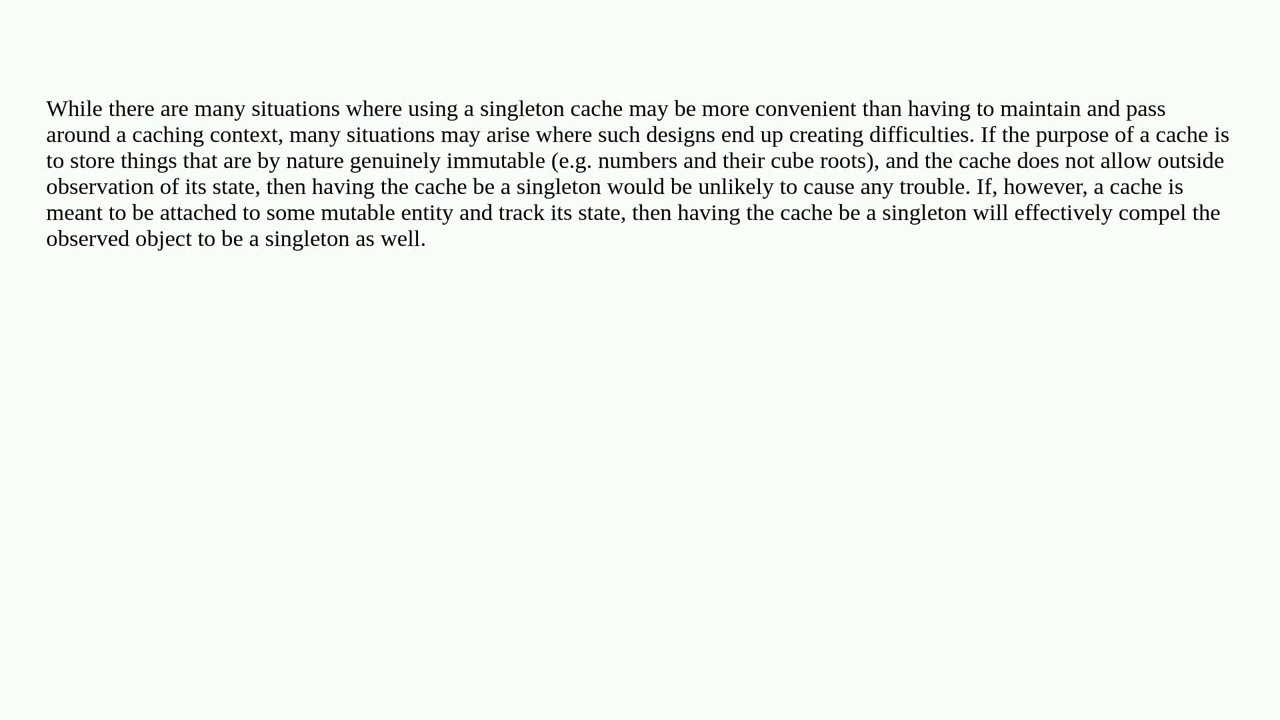 While there are many situations where using a singleton cache may be more convenient than having to maintain and pass
around a caching context, many situations may arise where such designs end up creating difficulties. If the purpose of a cache is
to store things that are by nature genuinely immutable (e.g. numbers and their cube roots), and the cache does not allow outside
observation of its state, then having the cache be a singleton would be unlikely to cause any trouble. If, however, a cache is
meant to be attached to some mutable entity and track its state, then having the cache be a singleton will effectively compel the
observed object to be a singleton as well.